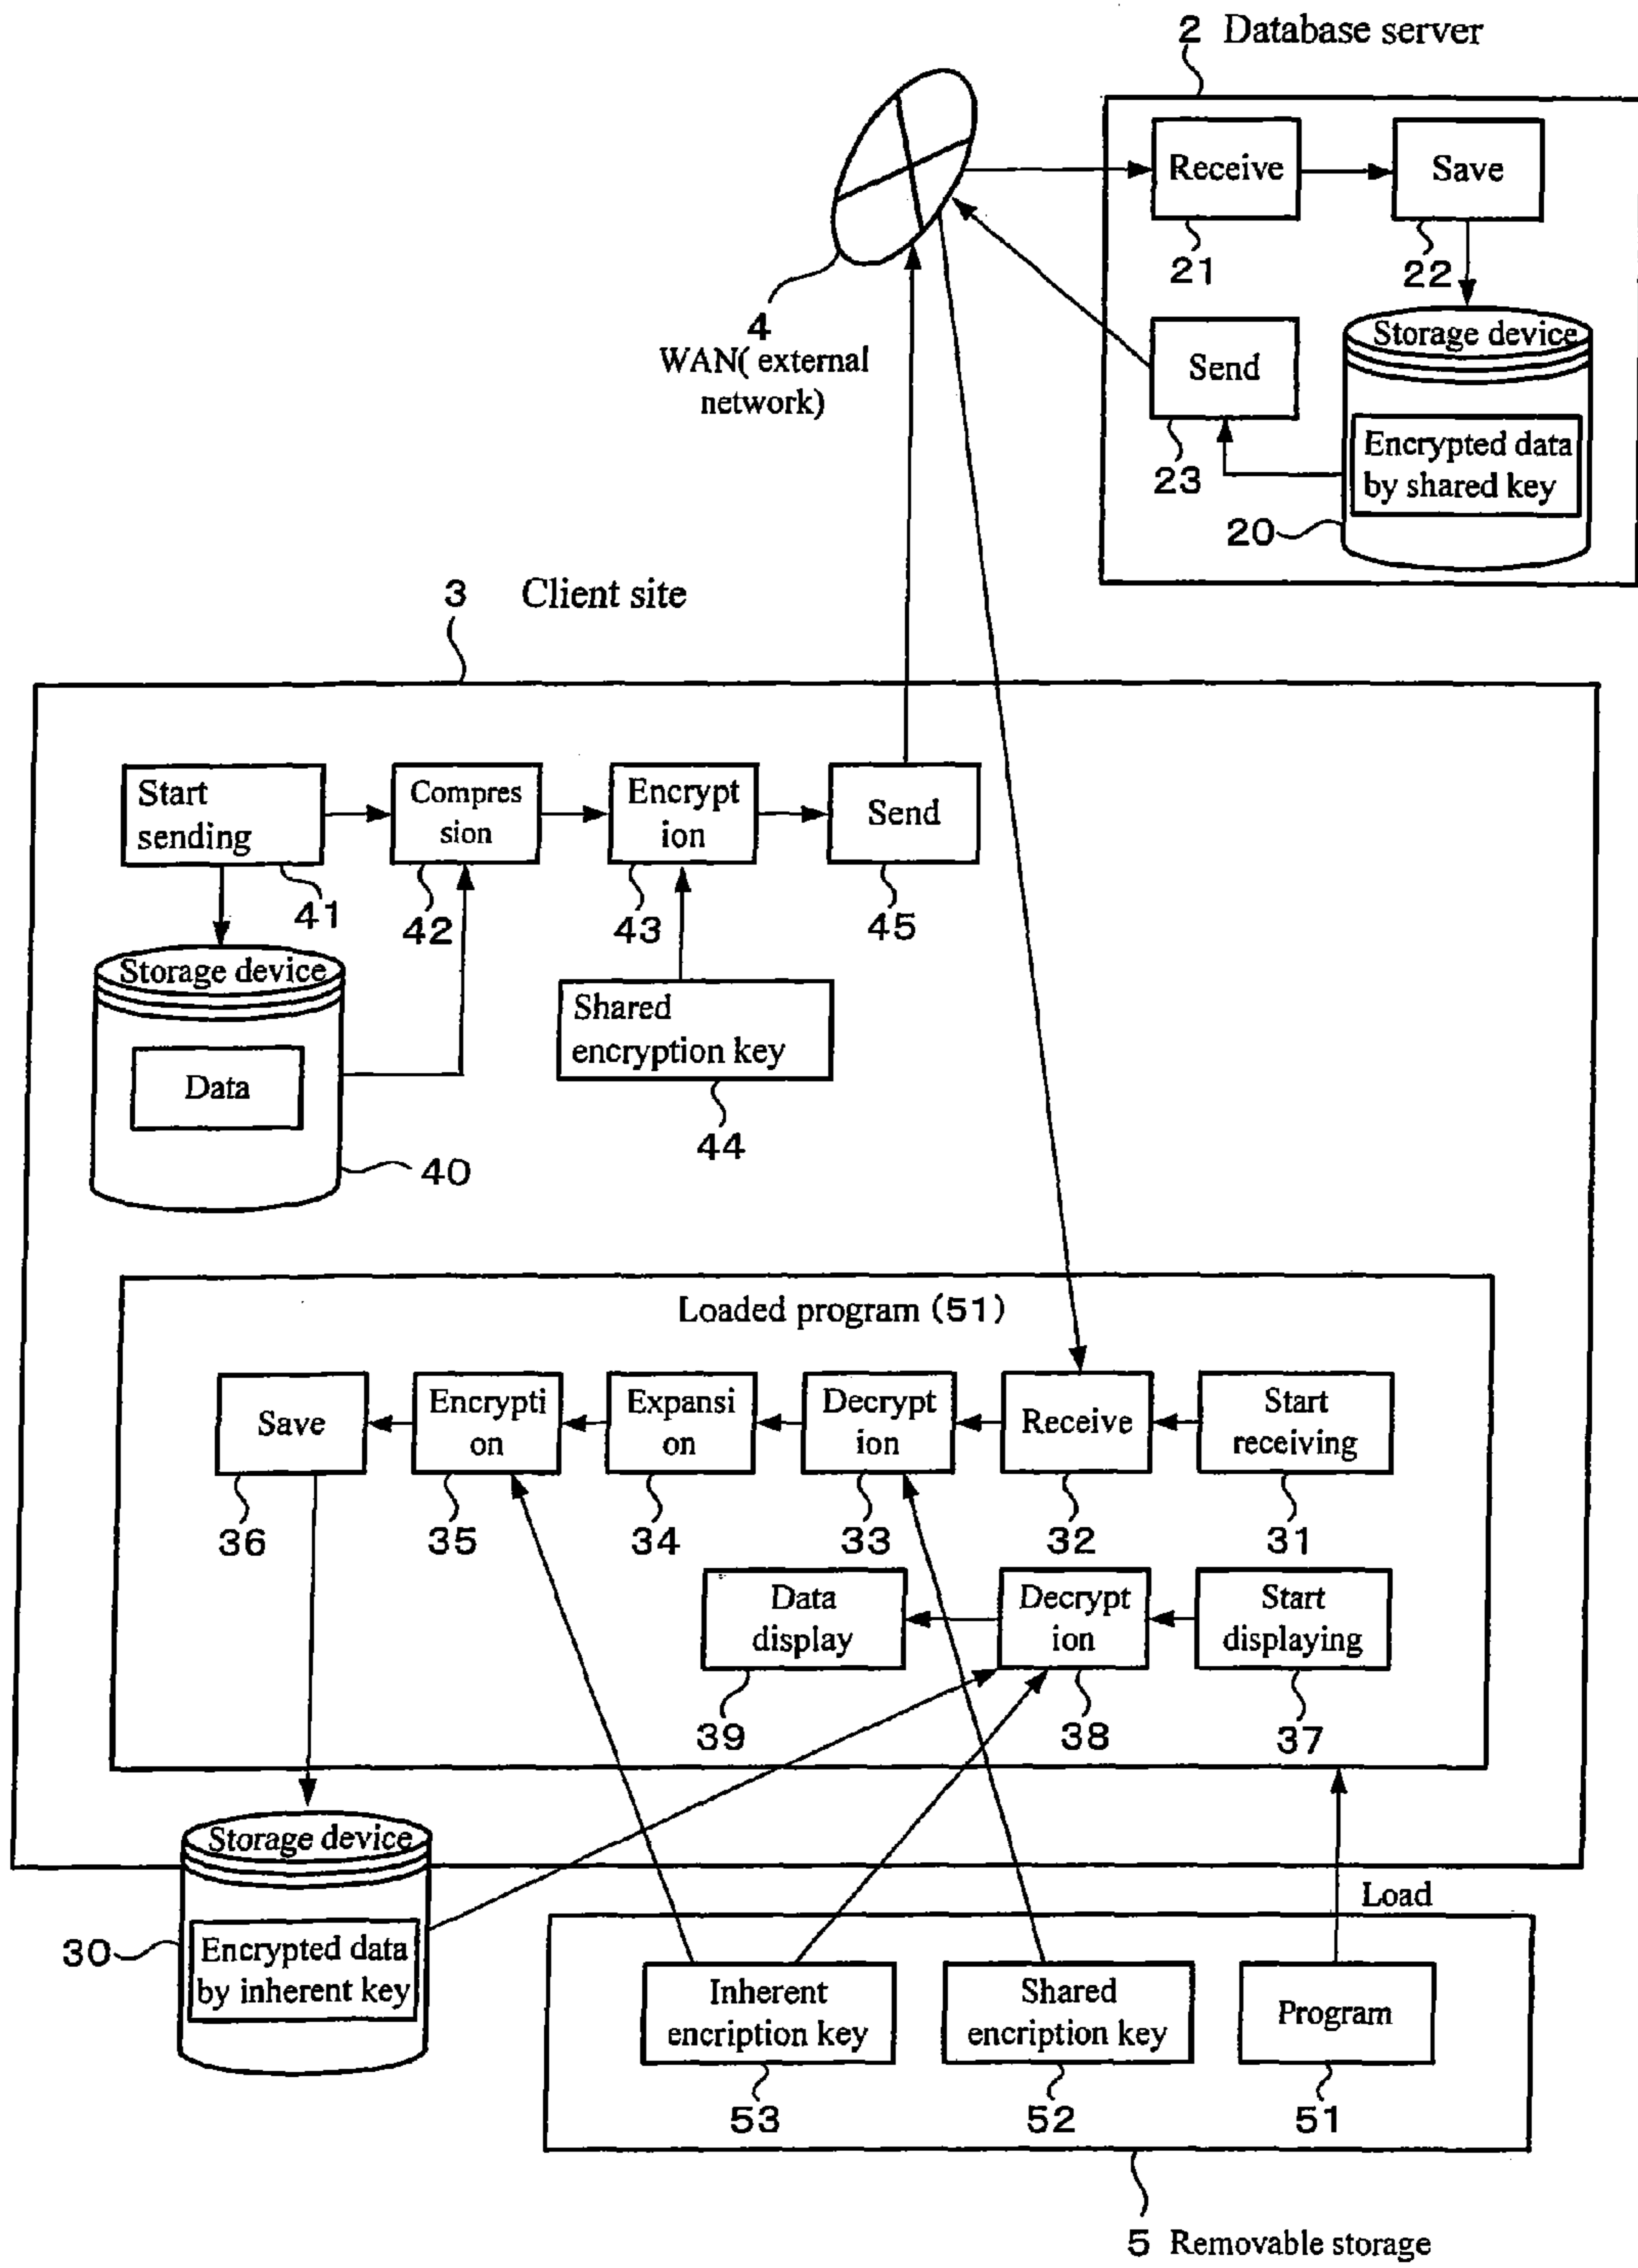 2 Database server
Receive
Save
21
22
4
WAN( external
network)
Storage device
Send
Encrypted data
by shared key
23
20
3 Client site
Start
sending
Compres
sion
Encrypt
ion
Send
41
42
43
45
Storage device
Shared
encryption key
Data
44
40
Loaded program (51)
Save
Encrypti
on
Expansi
on
Decrypt
ion
Receive
Start
receiving
36
35
34
33
32
31
Data
display
Decrypt
ion
Start
displaying
39
38
37
Storage device
Load
30
Encrypted data
by inherent key
Inherent
encription key
Shared
encription key
Program
53
52
51
5 Removable storage